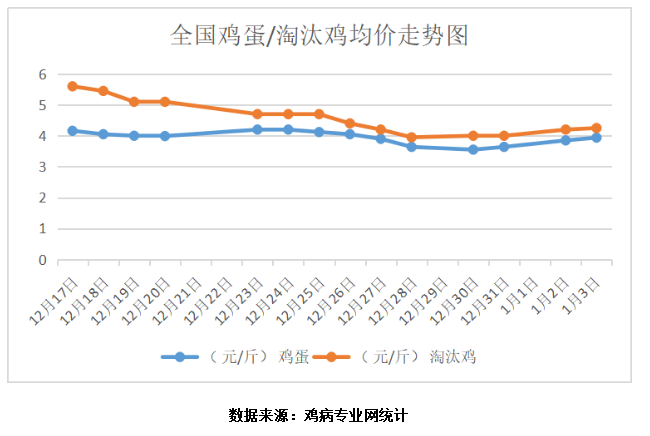 全国鸡蛋/淘汰鸡均价走势图
6
5
4
3
2
1
0
12月17日
12月18日
12月19日
12月20日
12月21日
12月22日
12月23日
12月24日
12月25日
12月26日
12月27日
12月28日
12月29日
12月30日
12月31日
1月1日
1月2日
1月3日
（元/斤） 鸡蛋 （元/斤） 淘汰鸡
数据来源：鸡病专业网统计